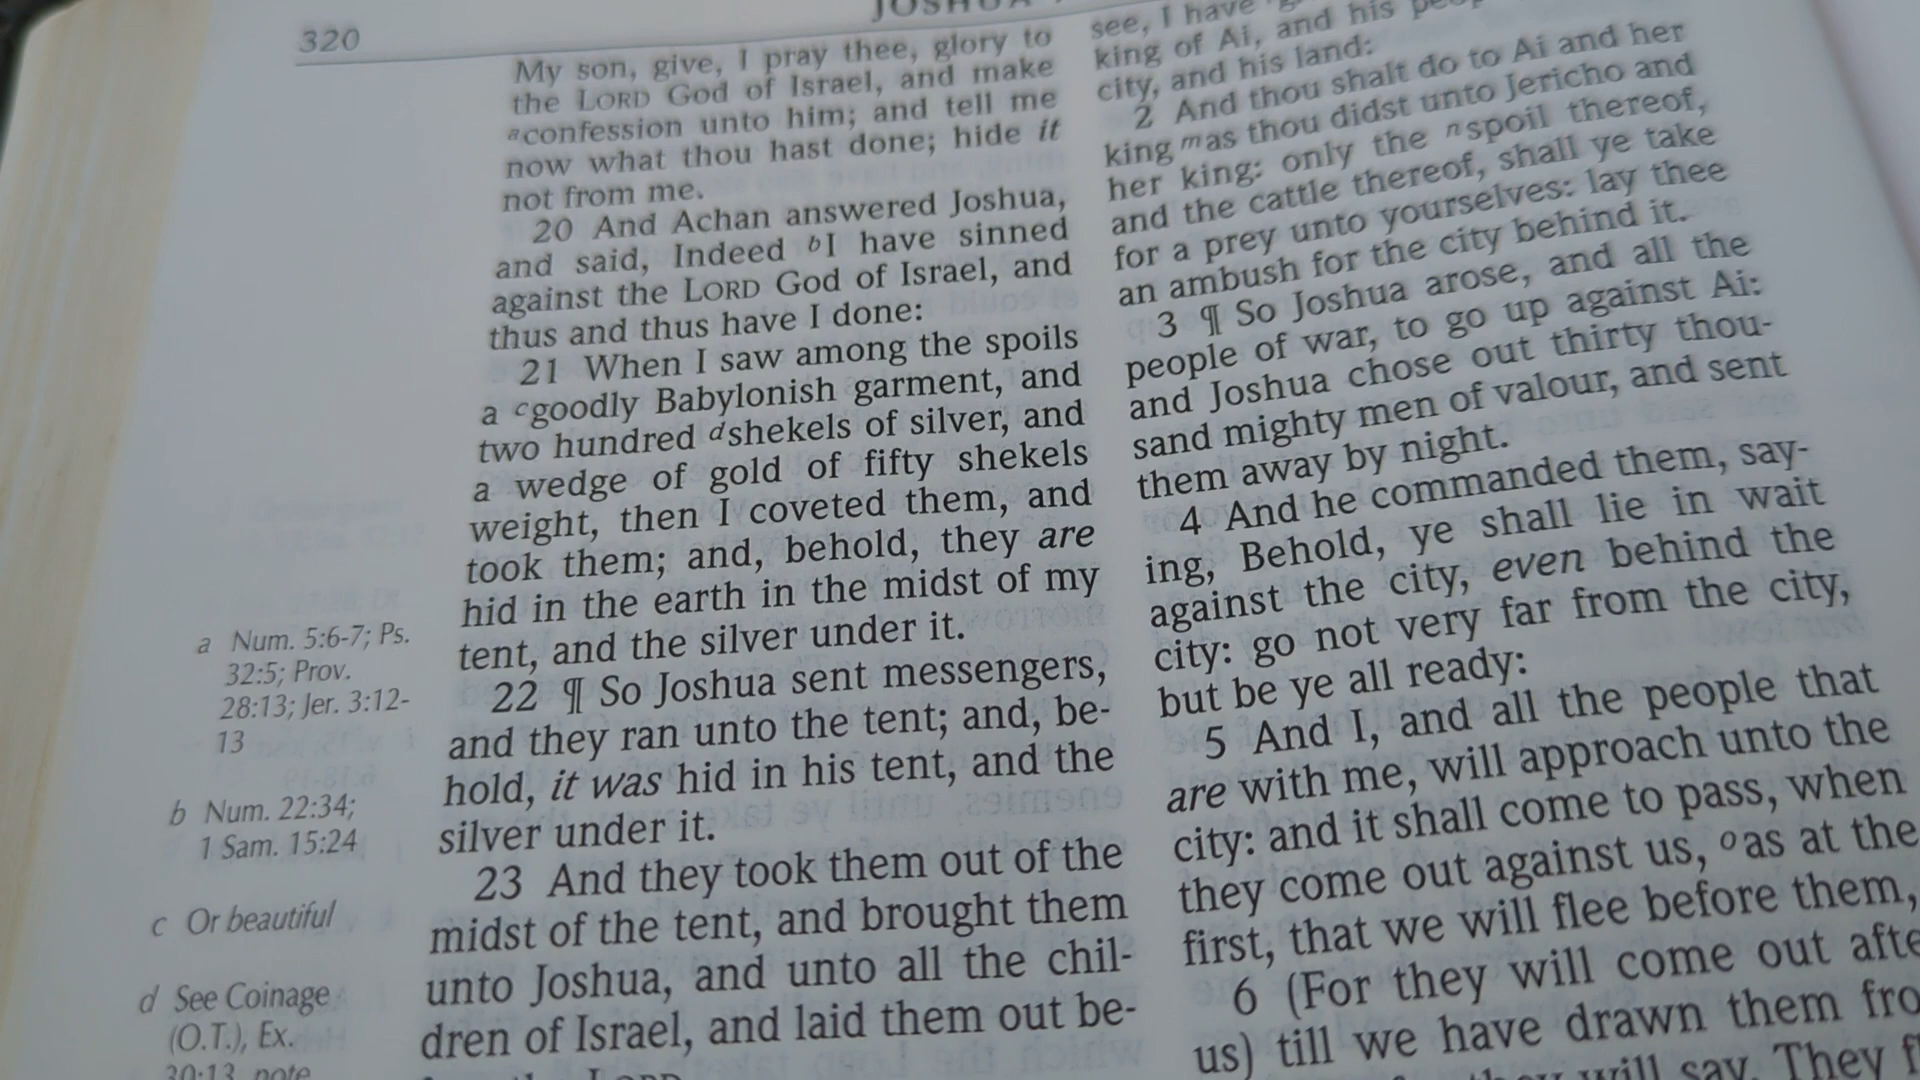 320
JOSHUA
My son, give, I pray thee, glory to
the LORD God of Israel, and make
aconfession unto him; and tell me
now what thou hast done; hide it
not from me.
20 And Achan answered Joshua,
and said, Indeed bI have sinned
against the LORD God of Israel, and
thus and thus have I done:
21 When I saw among the spoils
a cgoodly Babylonish garment, and
two hundred dshekels of silver, and
a wedge of gold of fifty shekels
weight, then I coveted them, and
took them; and, behold, they are
hid in the earth in the midst of my
tent, and the silver under it.
22 ¶ So Joshua sent messengers,
and they ran unto the tent; and, be-
hold, it was hid in his tent, and the
silver under it.
23 And they took them out of the
midst of the tent, and brought them
unto Joshua, and unto all the chil-
dren of Israel, and laid them out be-
LORD
a Num. 5:6-7; Ps.
32:5; Prov.
28:13; Jer. 3:12-
13
b Num. 22:34;
1 Sam. 15:24
c Or beautiful
d See Coinage
(O.T.), Ex.
30:13, note
see, I have
king of Ai, and his
city, and his land:
2 And thou shalt do to Ai and her
king mas thou didst unto Jericho and
her king: only the nspoil thereof,
and the cattle thereof, shall ye take
for a prey unto yourselves: lay thee
an ambush for the city behind it.
3 ¶ So Joshua arose, and all the
people of war, to go up against Ai:
and Joshua chose out thirty thou-
sand mighty men of valour, and sent
them away by night.
4 And he commanded them, say-
ing, Behold, ye shall lie in wait
against the city, even behind the
city: go not very far from the city,
but be ye all ready:
5 And I, and all the people that
are with me, will approach unto the
city: and it shall come to pass, when
they come out against us, oas at the
first, that we will flee before them,
6 (For they will come out afte
us) till we have drawn them fro
will say, They f